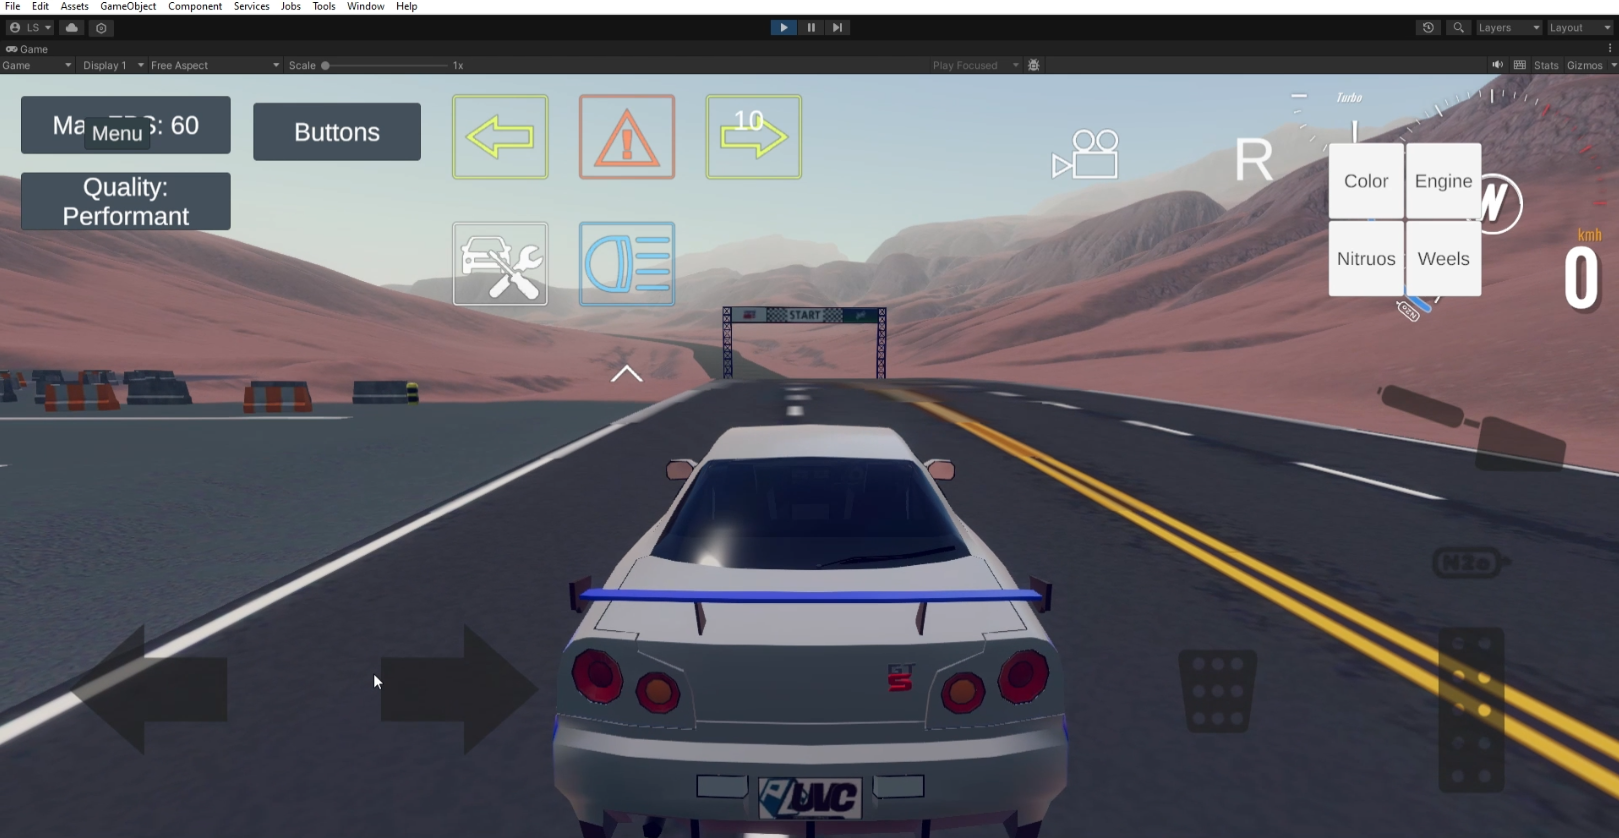 File Edit Assets GameObject Component Services Jobs Tools Window Help
LS
Layers
Layout
Game
Game Display 1 Free Aspect Scale 1x
Play Focused
Stats Gizmos
: 60
Menu
Buttons
10
R
Turbo
Color
Engine
N
Quality:
Performant
Nitruos
Weels
kmh
0
START
N2O
GT
S
UVC